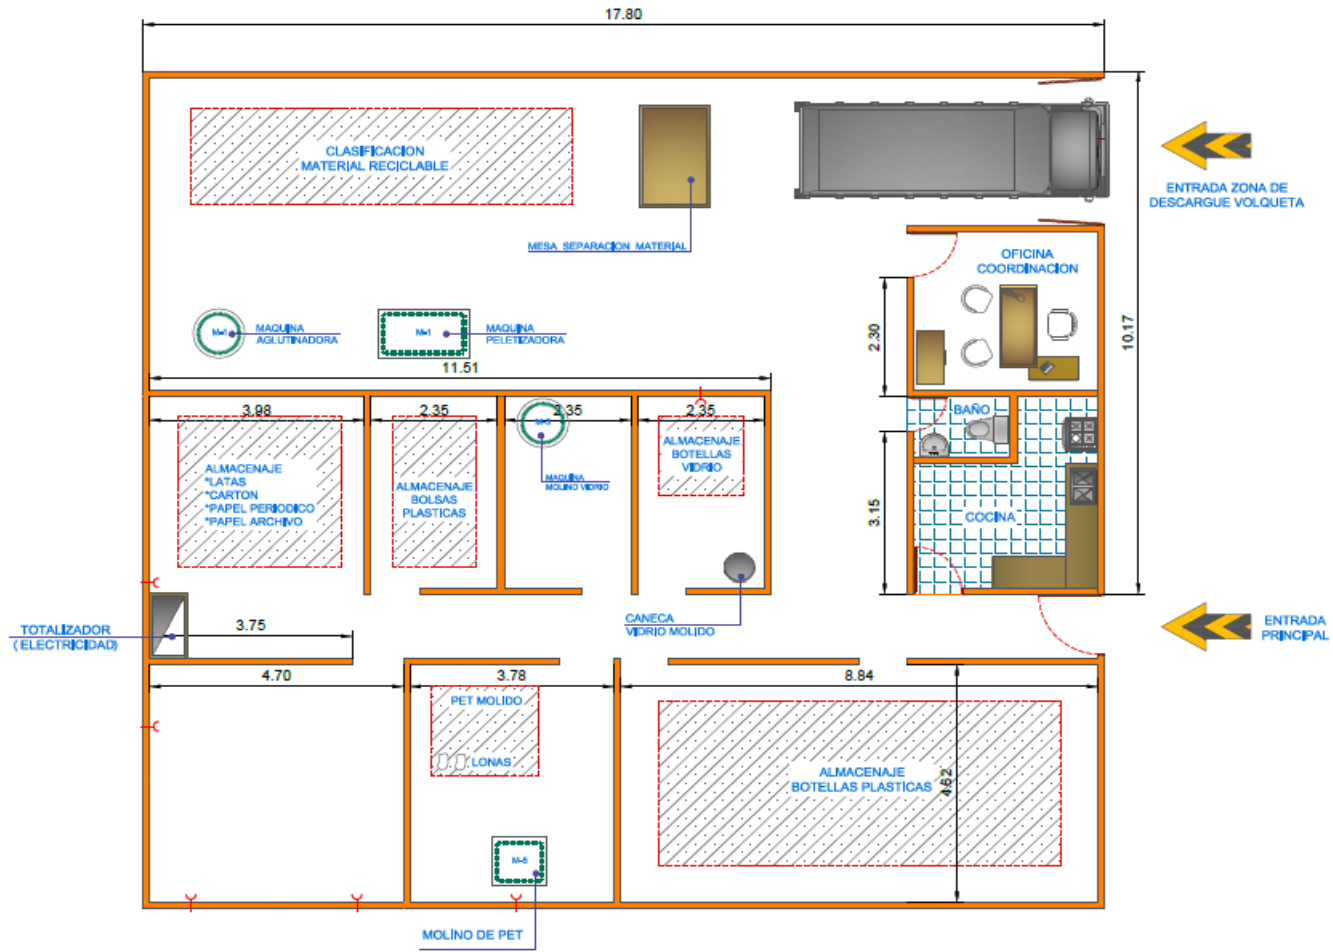 17.80
CLASIFICACION
MATERIAL RECICLABLE
ENTRADA ZONA DE
DESCARGUE VOLQUETA
MESA SEPARACION MATERIAL
OFICINA
COORDINACION
M-1
MAQUINA
AGLUTINADORA
M-1
MAQUINA
PELETIZADORA
2.30
10.17
11.51
3.98
2.35
2.35
2.35
BAÑO
ALMACENAJE
*LATAS
*CARTON
*PAPEL PERIODICO
*PAPEL ARCHIVO
ALMACENAJE
BOLSAS
PLASTICAS
MAQUINA
MOLINO VIDRIO
ALMACENAJE
BOTELLAS
VIDRIO
3.15
COCINA
CANECA
VIDRIO MOLIDO
TOTALIZADOR
( ELECTRICIDAD)
3.75
ENTRADA
PRINCIPAL
4.70
3.78
8.84
PET MOLIDO
LONAS
ALMACENAJE
BOTELLAS PLASTICAS
4.62
M-5
MOLINO DE PET